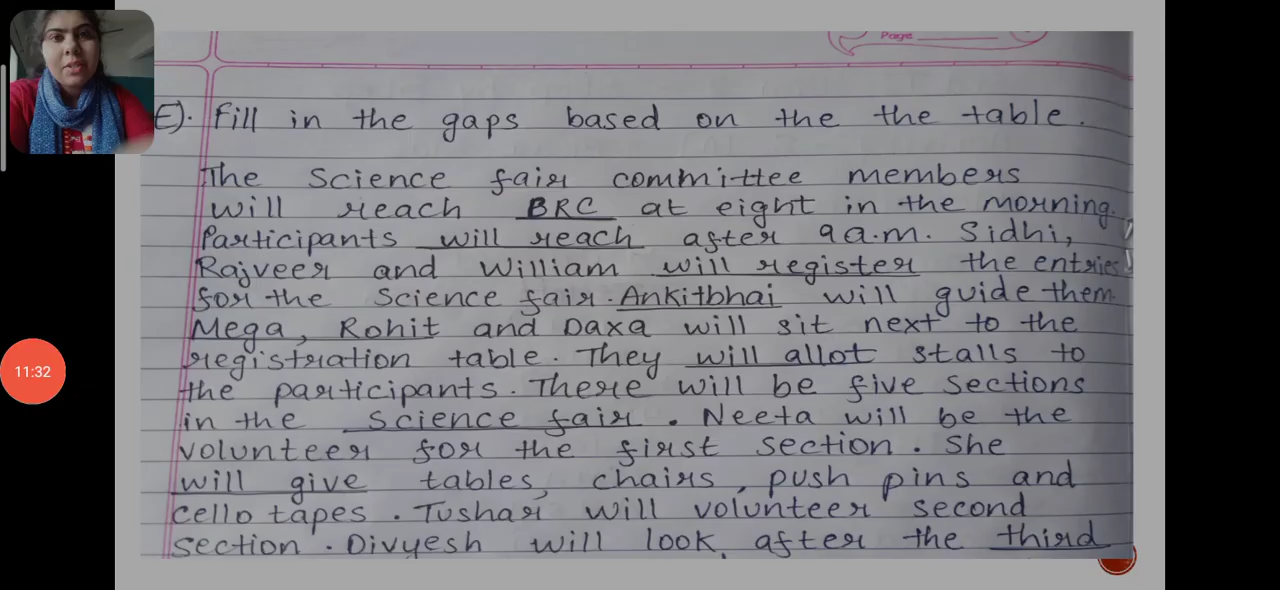 Page
E). Fill in the gaps based on the the table.
The Science fair committee members
will reach BRC at eight in the morning.
Participants will reach after 9a.m. Sidhi,
Rajveer and William will register the entries
for the Science fair. Ankitbhai will guide them.
Mega, Rohit and Daxa will sit next to the
registration table. They will allot stalls to
the participants. There will be five sections
in the Science fair. Neeta will be the
volunteer for the first section. She
will give tables, chairs, push pins and
cello tapes. Tushar will volunteer second
section. Divyesh will look after the third
11:32